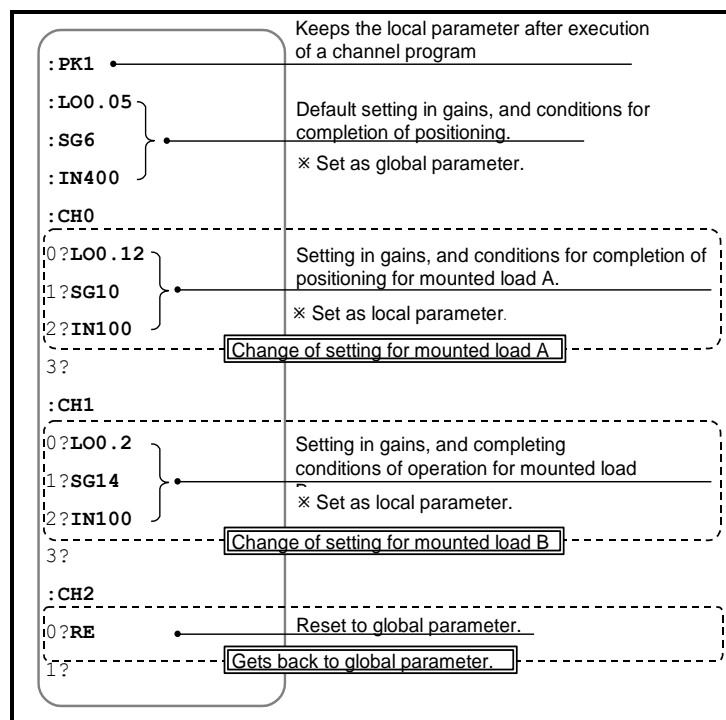 Keeps the local parameter after execution
of a channel program
:PK1
:LO0.05
Default setting in gains, and conditions for
completion of positioning.
:SG6
※ Set as global parameter.
:IN400
:CH0
0?LO0.12
Setting in gains, and conditions for completion of
positioning for mounted load A.
1?SG10
※ Set as local parameter.
2?IN100
Change of setting for mounted load A
3?
:CH1
0?LO0.2
Setting in gains, and completing
conditions of operation for mounted load
1?SG14
※ Set as local parameter.
2?IN100
Change of setting for mounted load B
3?
:CH2
0?RE
Reset to global parameter.
Gets back to global parameter.
1?